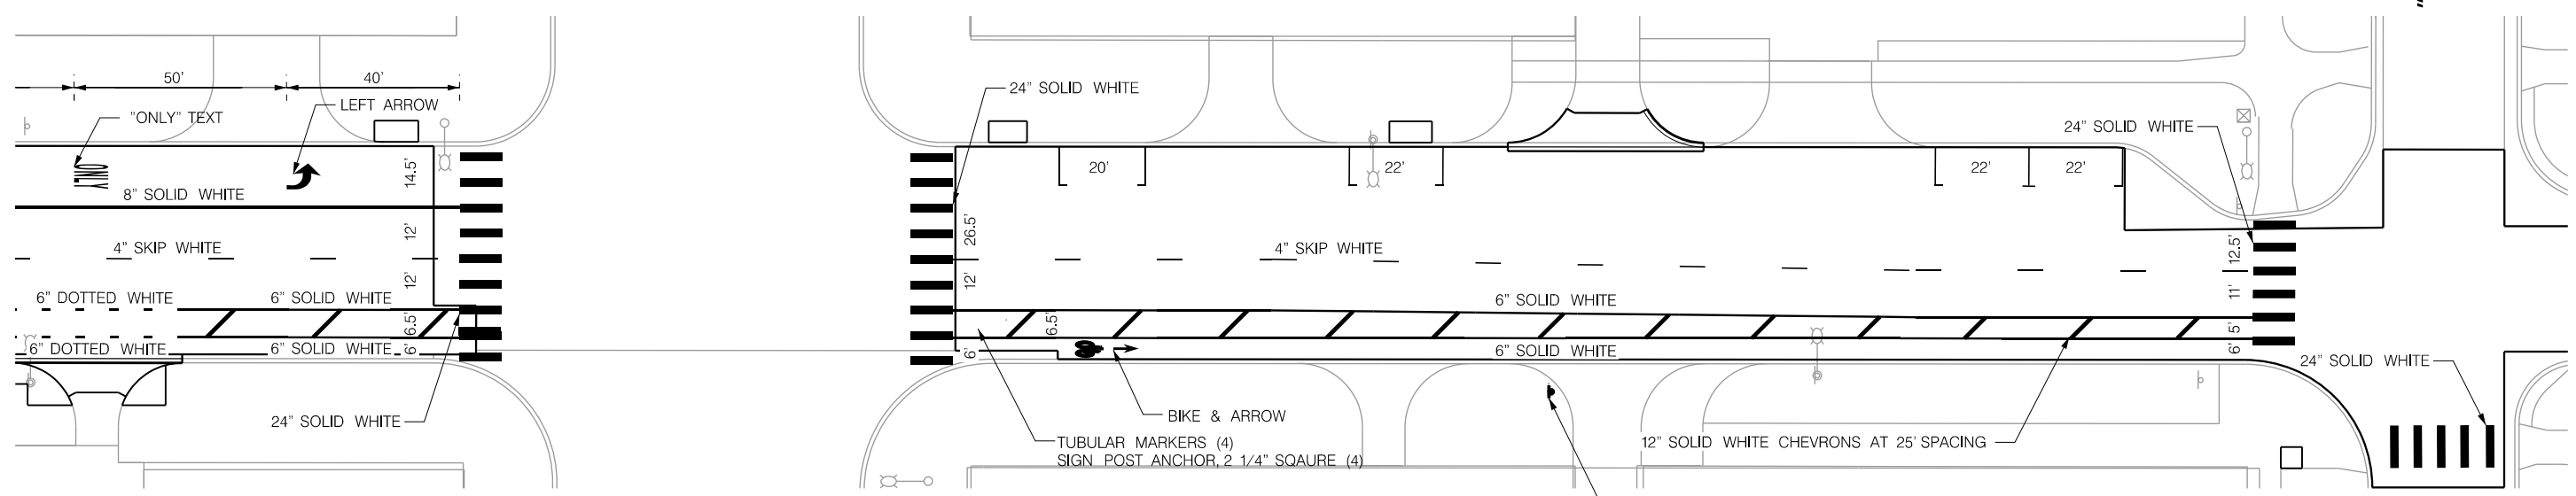 50'
40'
LEFT ARROW
"ONLY" TEXT
ONLY
14.5'
8" SOLID WHITE
12'
4" SKIP WHITE
12'
6" DOTTED WHITE
6" SOLID WHITE
6.5'
6" DOTTED WHITE
6" SOLID WHITE
6'
24" SOLID WHITE
24" SOLID WHITE
20'
22'
22'
22'
24" SOLID WHITE
26.5'
4" SKIP WHITE
12'
12.5'
11'
6" SOLID WHITE
6.5'
5'
6'
6" SOLID WHITE
6'
24" SOLID WHITE
BIKE & ARROW
TUBULAR MARKERS (4)
SIGN POST ANCHOR, 2 1/4" SQAURE (4)
12" SOLID WHITE CHEVRONS AT 25' SPACING